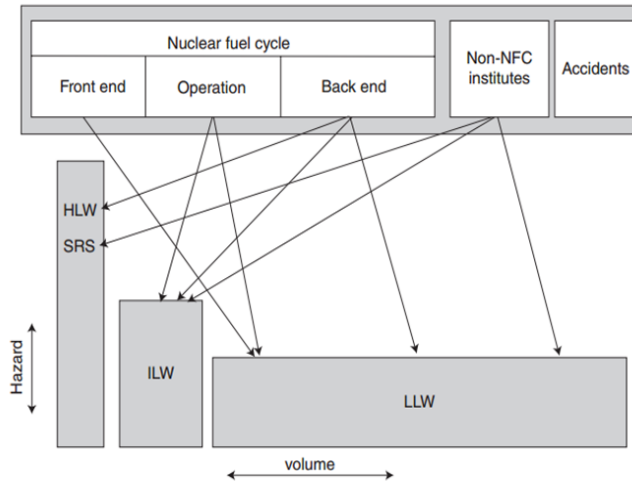 Nuclear fuel cycle
Front end
Operation
Back end
Non-NFC
institutes
Accidents
HLW
SRS
Hazard
ILW
LLW
volume